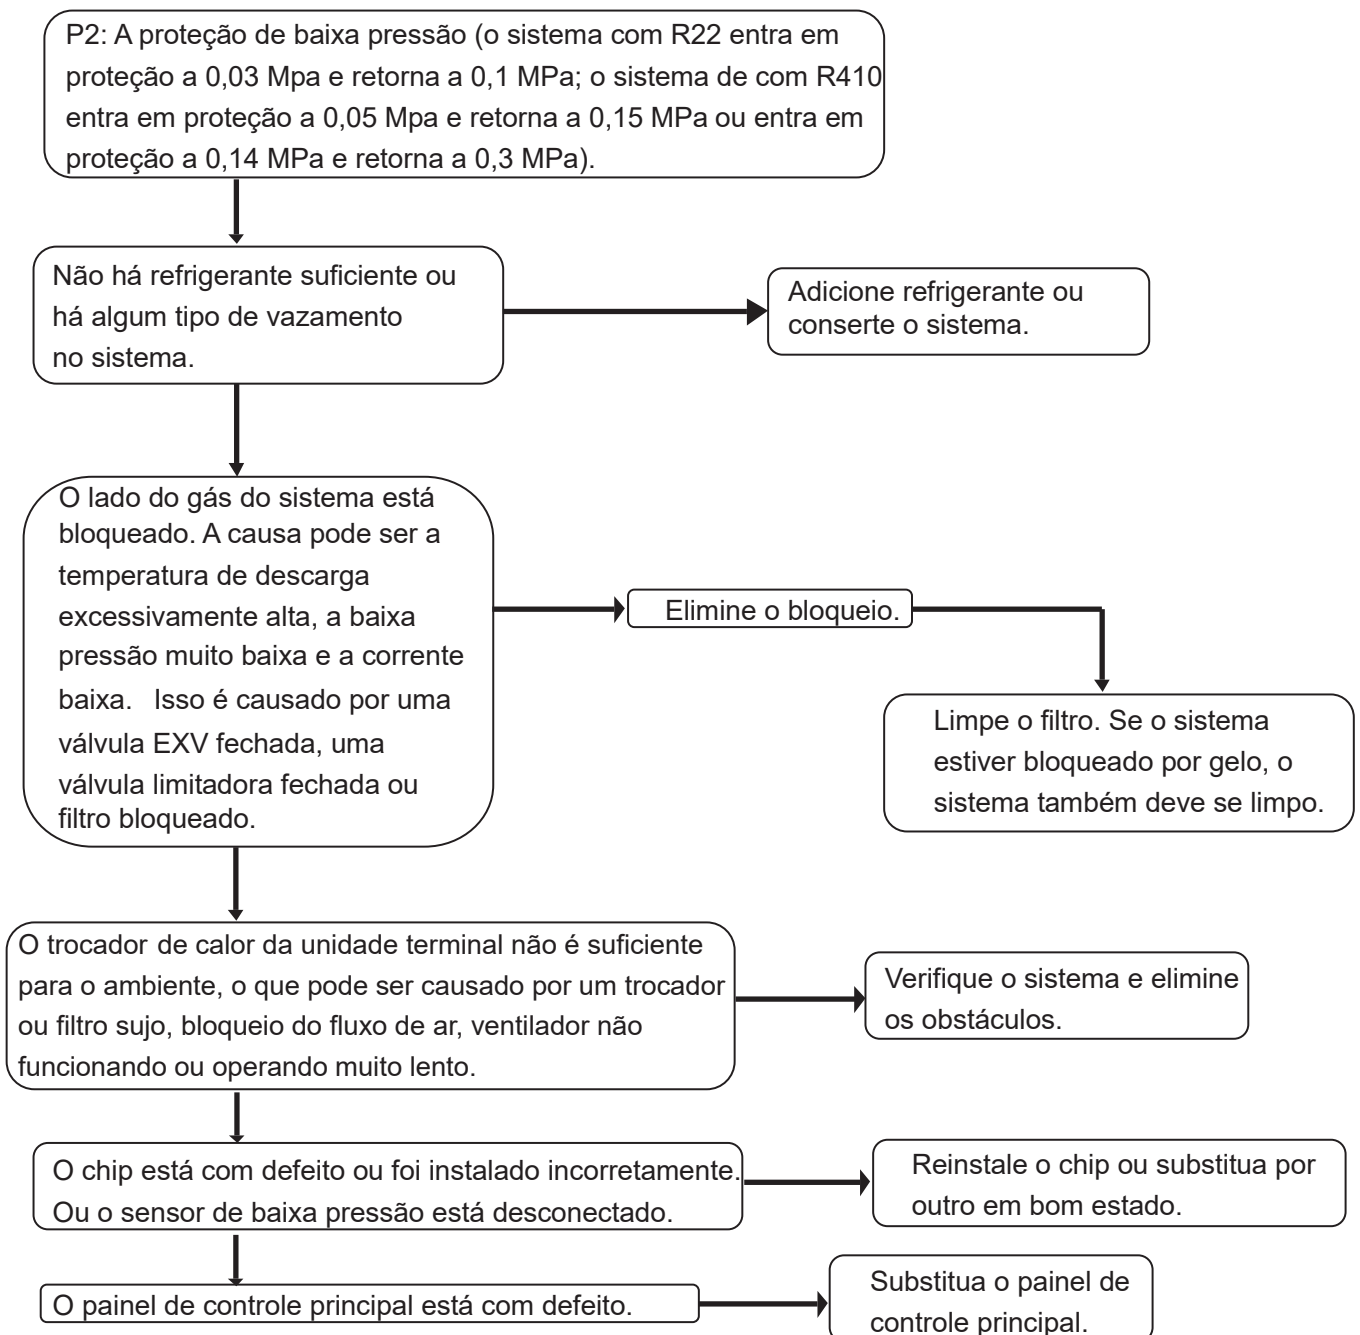 P2: A proteção de baixa pressão (o sistema com R22 entra em
proteção a 0,03 Mpa e retorna a 0,1 MPa; o sistema de com R410
entra em proteção a 0,05 Mpa e retorna a 0,15 MPa ou entra em
proteção a 0,14 MPa e retorna a 0,3 MPa).
Não há refrigerante suficiente ou
há algum tipo de vazamento
no sistema.
Adicione refrigerante ou
conserte o sistema.
O lado do gás do sistema está
bloqueado. A causa pode ser a
temperatura de descarga
excessivamente alta, a baixa
pressão muito baixa e a corrente
baixa. Isso é causado por uma
válvula EXV fechada, uma
válvula limitadora fechada ou
filtro bloqueado.
Elimine o bloqueio.
Limpe o filtro. Se o sistema
estiver bloqueado por gelo, o
sistema também deve se limpo.
O trocador de calor da unidade terminal não é suficiente
para o ambiente, o que pode ser causado por um trocador
ou filtro sujo, bloqueio do fluxo de ar, ventilador não
funcionando ou operando muito lento.
Verifique o sistema e elimine
os obstáculos.
O chip está com defeito ou foi instalado incorretamente.
Ou o sensor de baixa pressão está desconectado.
Reinstale o chip ou substitua por
outro em bom estado.
O painel de controle principal está com defeito.
Substitua o painel de
controle principal.